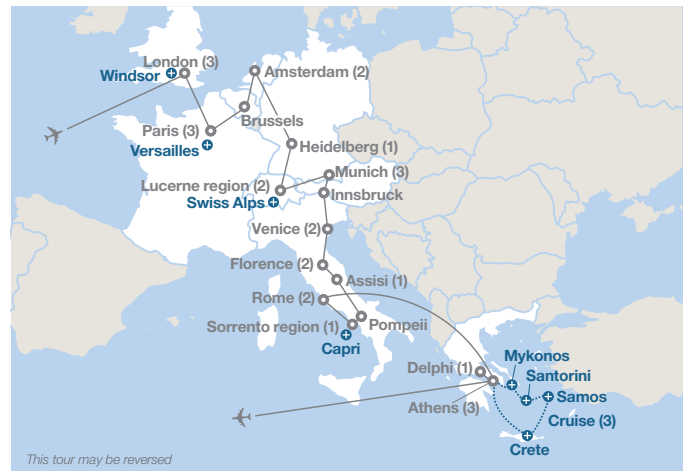 London (3)
Windsor
Amsterdam (2)
Brussels
Paris (3)
Versailles
Heidelberg (1)
Munich (3)
Lucerne region (2)
Innsbruck
Swiss Alps
Venice (2)
Florence (2)
Assisi (1)
Rome (2)
Sorrento region (1)
Pompeii
Capri
Mykonos
Delphi (1)
Santorini
Samos
Athens (3)
Cruise (3)
Crete
This tour may be reversed